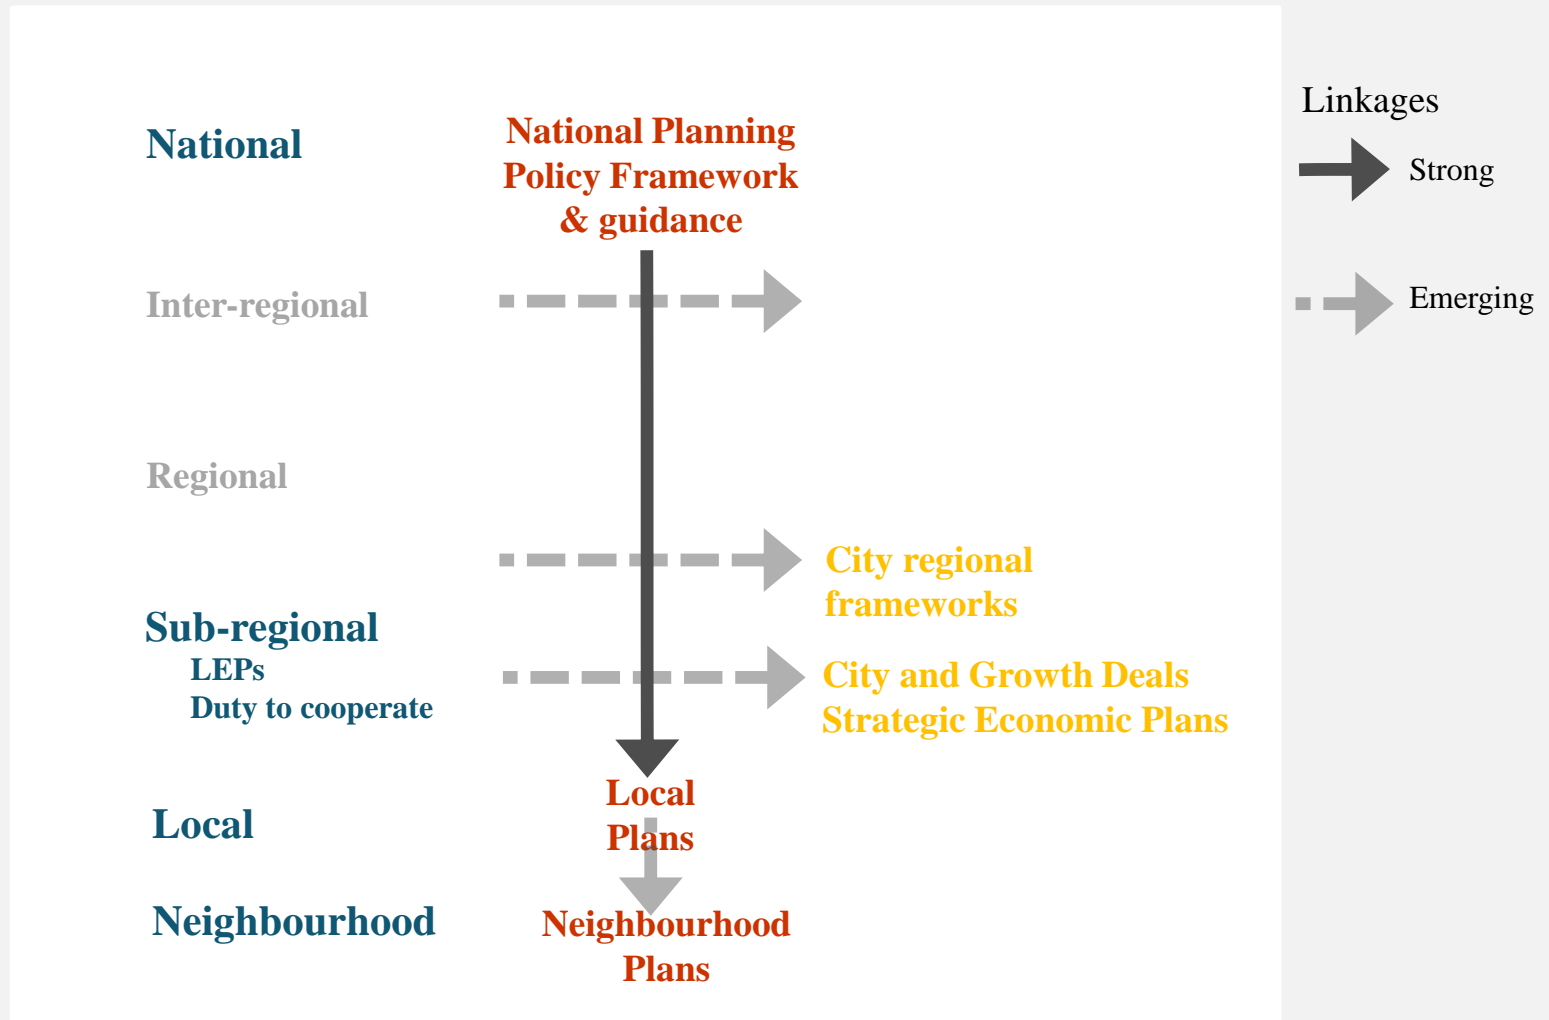 National
National Planning
Policy Framework
& guidance
Linkages
Strong
Inter-regional
Emerging
Regional
City regional
frameworks
Sub-regional
LEPs
Duty to cooperate
City and Growth Deals
Strategic Economic Plans
Local
Local
Plans
Neighbourhood
Neighbourhood
Plans